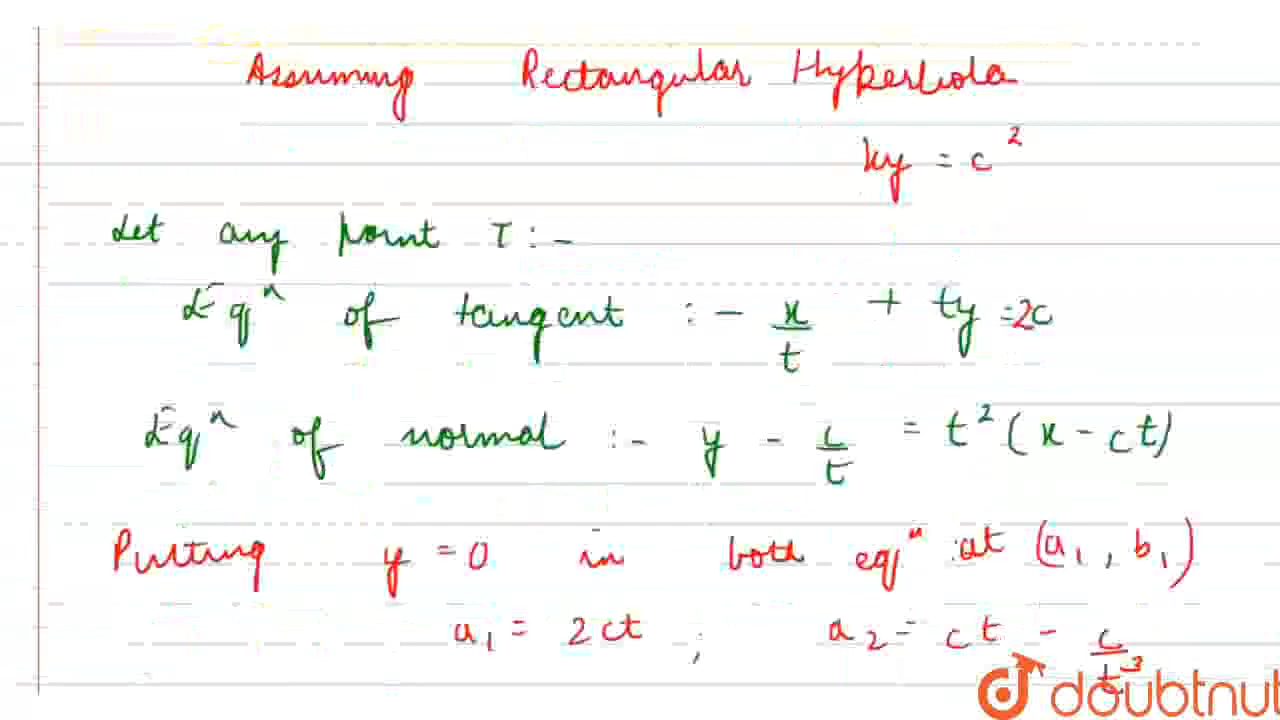 Assuming Rectangular Hyperbola
xy = c²
Let any point T :-
Eqⁿ of tangent :- x/t + ty = 2c
Eqⁿ of normal :- y - c/t = t² (x - ct)
Putting y = 0 in both eqⁿ at (a₁, b₁)
a₁ = 2ct ; a₂ = ct - c/t³
doubtnut